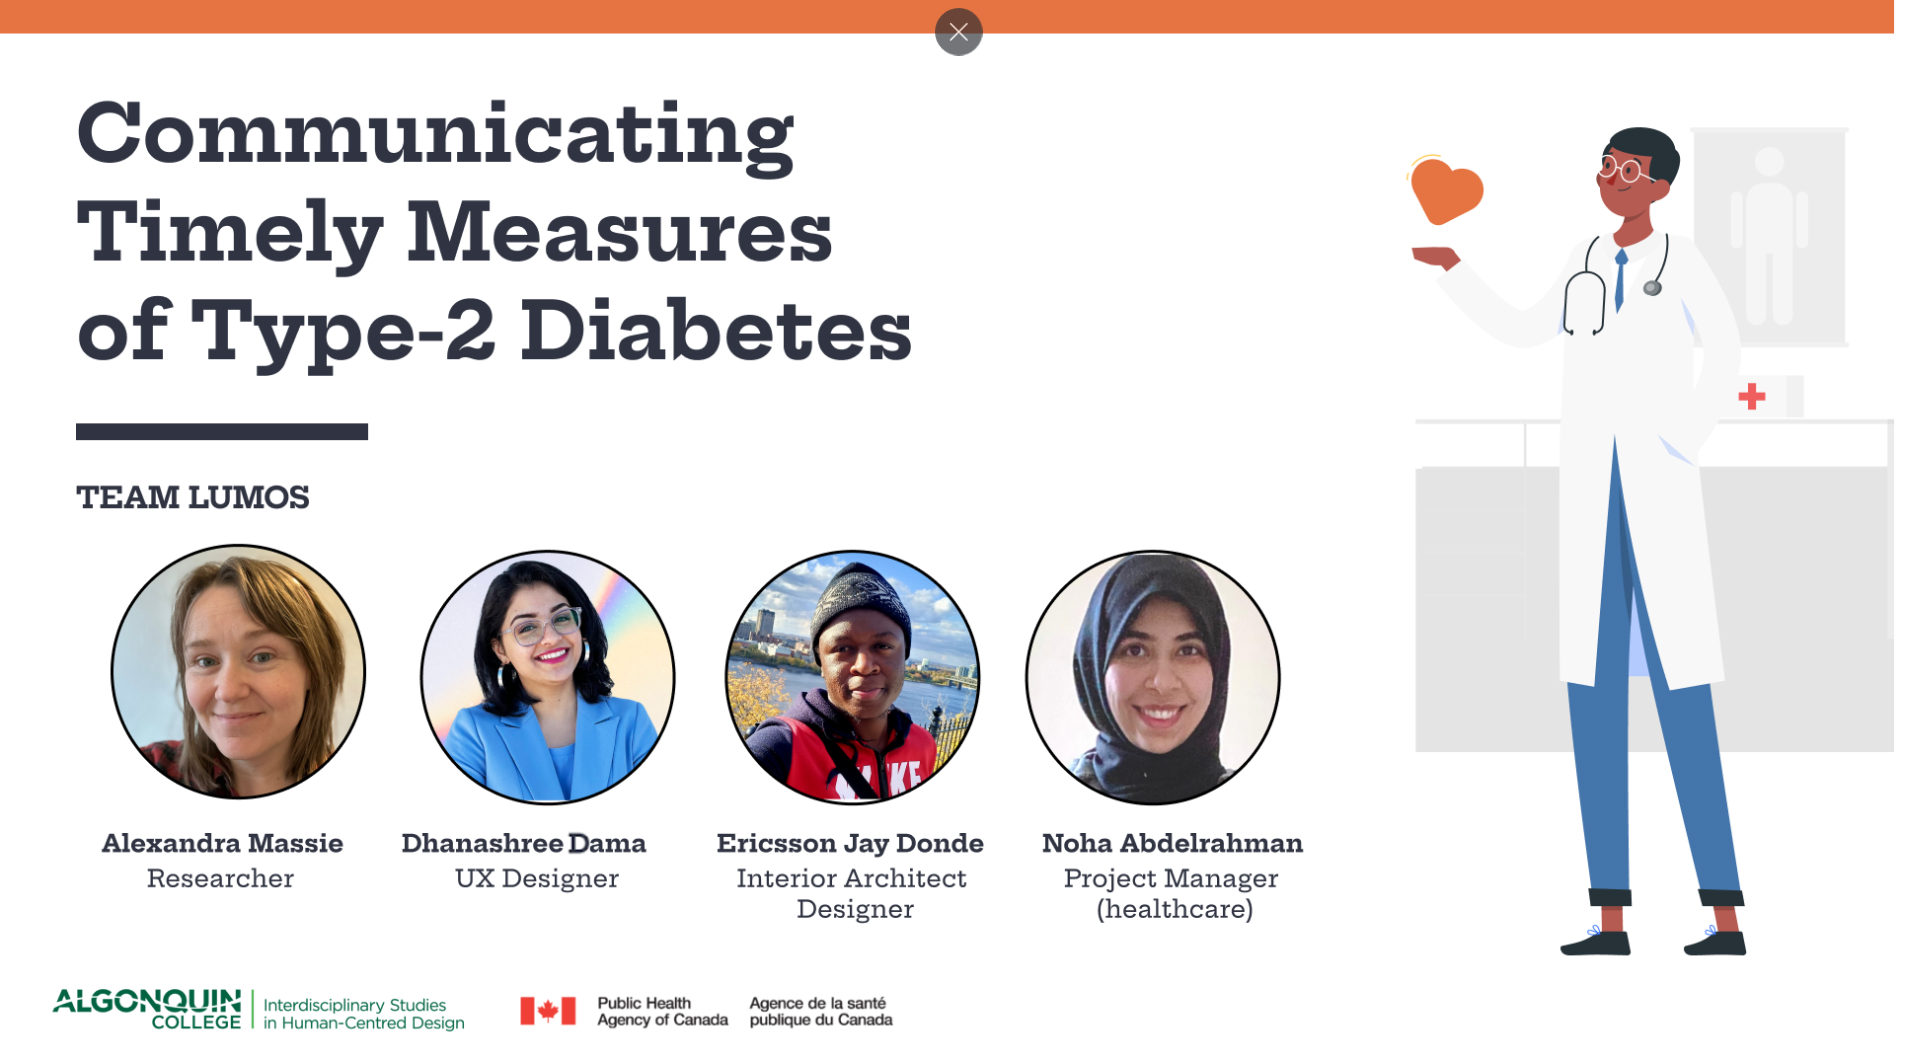 Communicating
Timely Measures
of Type-2 Diabetes
TEAM LUMOS
Alexandra Massie
Researcher
Dhanashree Dama
UX Designer
Ericsson Jay Donde
Interior Architect
Designer
Noha Abdelrahman
Project Manager
(healthcare)
ALGONQUIN
COLLEGE
Interdisciplinary Studies
in Human-Centred Design
Public Health
Agency of Canada
Agence de la santé
publique du Canada